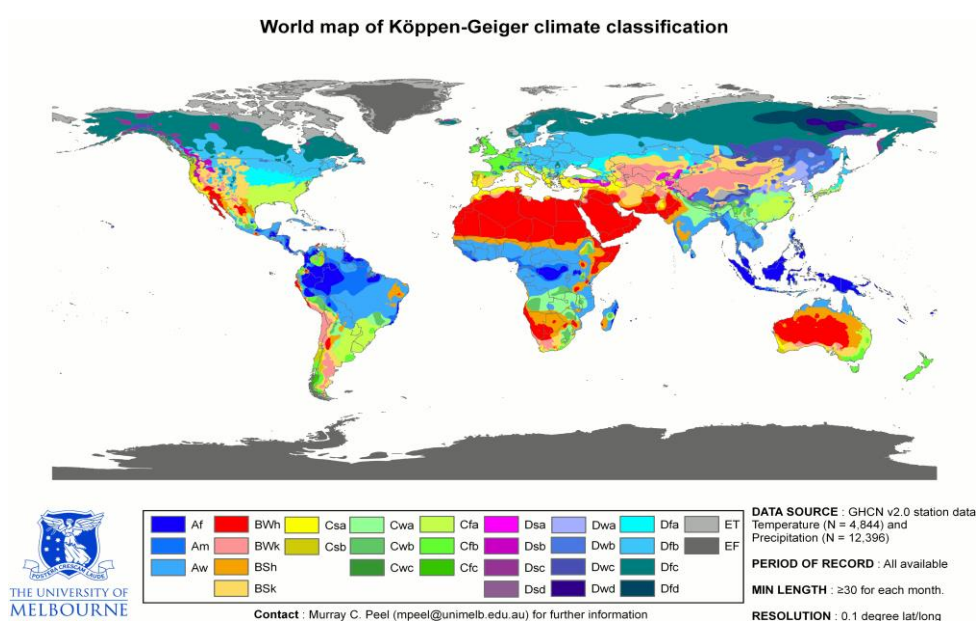 World map of Köppen-Geiger climate classification
Af
Am
Aw
BWh
BWk
BSh
BSk
Csa
Csb
Cwa
Cwb
Cwc
Cfa
Cfb
Cfc
Dsa
Dsb
Dsc
Dsd
Dwa
Dwb
Dwc
Dwd
Dfa
Dfb
Dfc
Dfd
ET
EF
DATA SOURCE : GHCN v2.0 station data
Temperature (N = 4,844) and
Precipitation (N = 12,396)
PERIOD OF RECORD : All available
MIN LENGTH : ≥30 for each month.
RESOLUTION : 0.1 degree lat/long
Contact : Murray C. Peel (mpeel@unimelb.edu.au) for further information
POSTERA CRESCAM LAUDE
THE UNIVERSITY OF
MELBOURNE